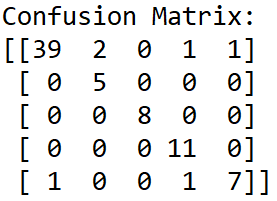 Confusion Matrix:
[[39  2  0  1  1]
 [ 0  5  0  0  0]
 [ 0  0  8  0  0]
 [ 0  0  0 11  0]
 [ 1  0  0  1  7]]